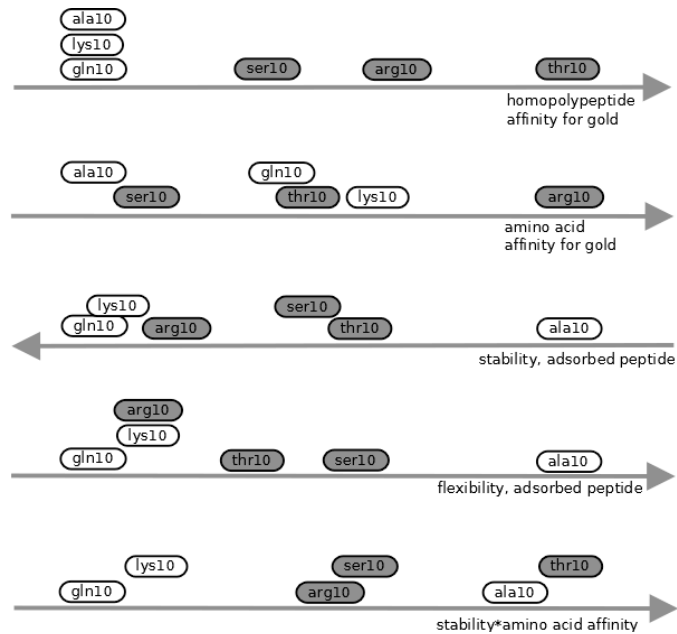 ala10
lys10
gln10 ser10 arg10 thr10
homopolypeptide
affinity for gold
ala10 gln10
ser10 thr10 lys10 arg10
amino acid
affinity for gold
lys10 ser10
gln10 arg10 thr10 ala10
stability, adsorbed peptide
arg10
lys10
gln10 thr10 ser10 ala10
flexibility, adsorbed peptide
lys10 ser10 thr10
gln10 arg10 ala10
stability*amino acid affinity